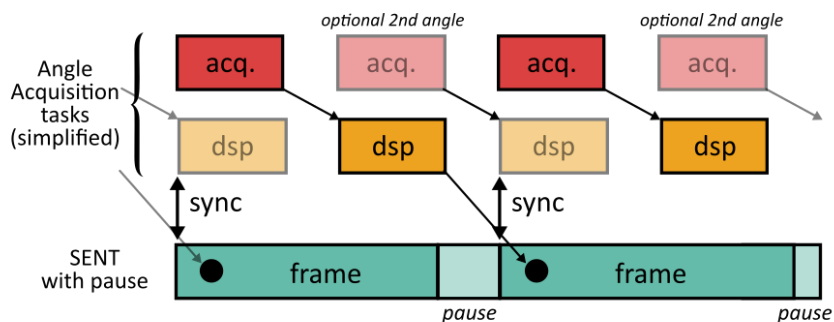 optional 2nd angle
optional 2nd angle
Angle
Acquisition
tasks
(simplified)
acq.
acq.
acq.
acq.
dsp
dsp
dsp
dsp
sync
sync
SENT
with pause
frame
frame
pause
pause